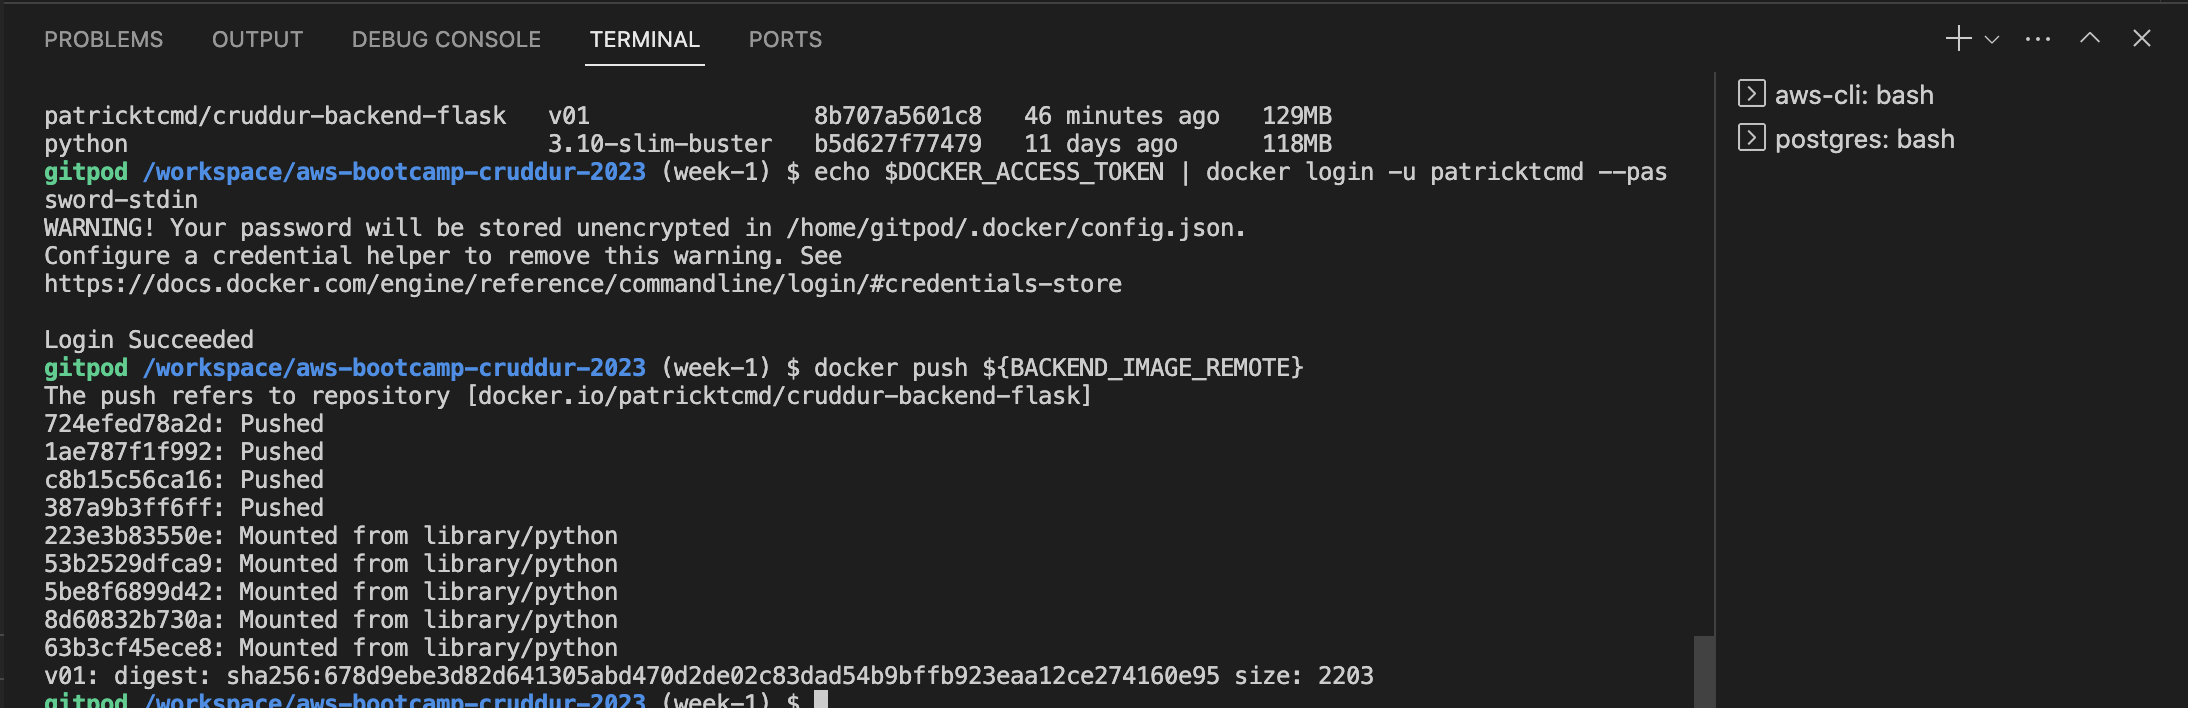 PROBLEMS OUTPUT DEBUG CONSOLE TERMINAL PORTS
patricktcmd/cruddur-backend-flask v01 8b707a5601c8 46 minutes ago 129MB
python 3.10-slim-buster b5d627f77479 11 days ago 118MB
gitpod /workspace/aws-bootcamp-cruddur-2023 (week-1) $ echo $DOCKER_ACCESS_TOKEN | docker login -u patricktcmd --pas
sword-stdin
WARNING! Your password will be stored unencrypted in /home/gitpod/.docker/config.json.
Configure a credential helper to remove this warning. See
https://docs.docker.com/engine/reference/commandline/login/#credentials-store
Login Succeeded
gitpod /workspace/aws-bootcamp-cruddur-2023 (week-1) $ docker push ${BACKEND_IMAGE_REMOTE}
The push refers to repository [docker.io/patricktcmd/cruddur-backend-flask]
724efed78a2d: Pushed
1ae787f1f992: Pushed
c8b15c56ca16: Pushed
387a9b3ff6ff: Pushed
223e3b83550e: Mounted from library/python
53b2529dfca9: Mounted from library/python
5be8f6899d42: Mounted from library/python
8d60832b730a: Mounted from library/python
63b3cf45ece8: Mounted from library/python
v01: digest: sha256:678d9ebe3d82d641305abd470d2de02c83dad54b9bffb923eaa12ce274160e95 size: 2203
gitpod /workspace/aws-bootcamp-cruddur-2023 (week-1) $
aws-cli: bash
postgres: bash